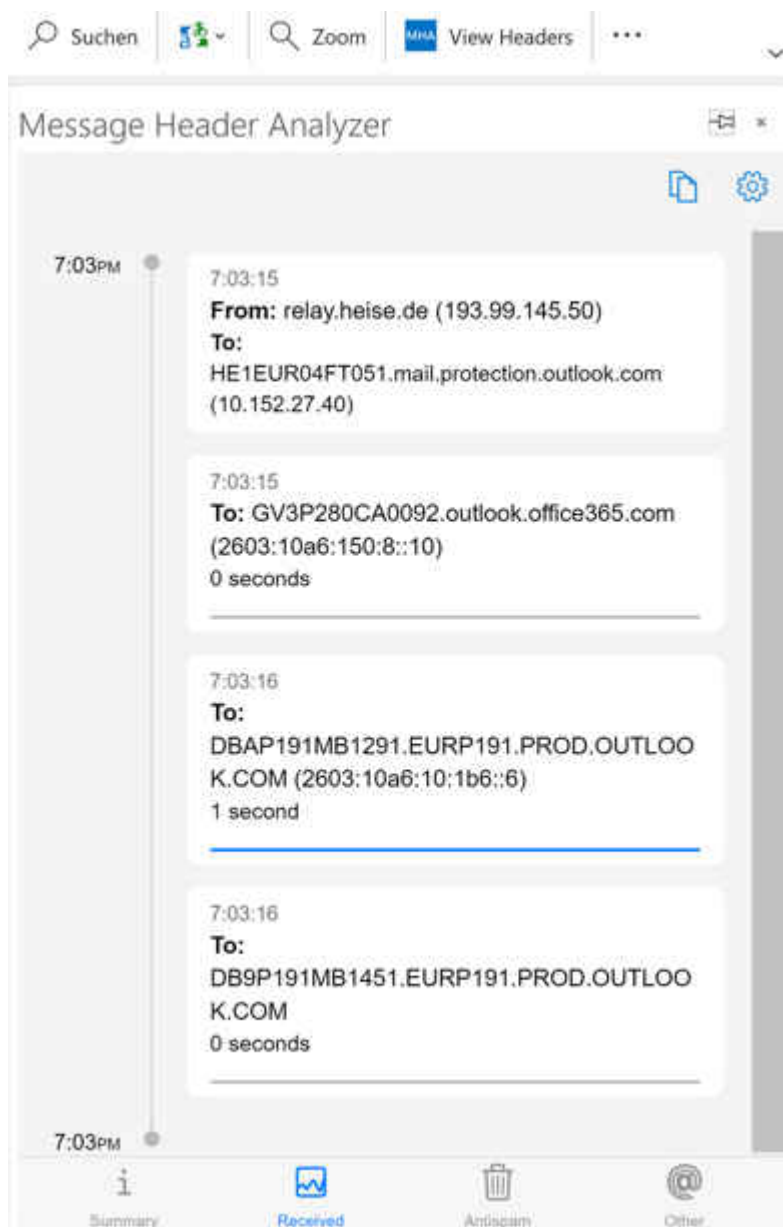 Suchen Zoom MHA View Headers ...
Message Header Analyzer
7:03PM
7:03:15
From: relay.heise.de (193.99.145.50)
To:
HE1EUR04FT051.mail.protection.outlook.com
(10.152.27.40)
7:03:15
To: GV3P280CA0092.outlook.office365.com
(2603:10a6:150:8::10)
0 seconds
7:03:16
To:
DBAP191MB1291.EURP191.PROD.OUTLOO
K.COM (2603:10a6:10:1b6::6)
1 second
7:03:16
To:
DB9P191MB1451.EURP191.PROD.OUTLOO
K.COM
0 seconds
7:03PM
Summary Received Antispam Other